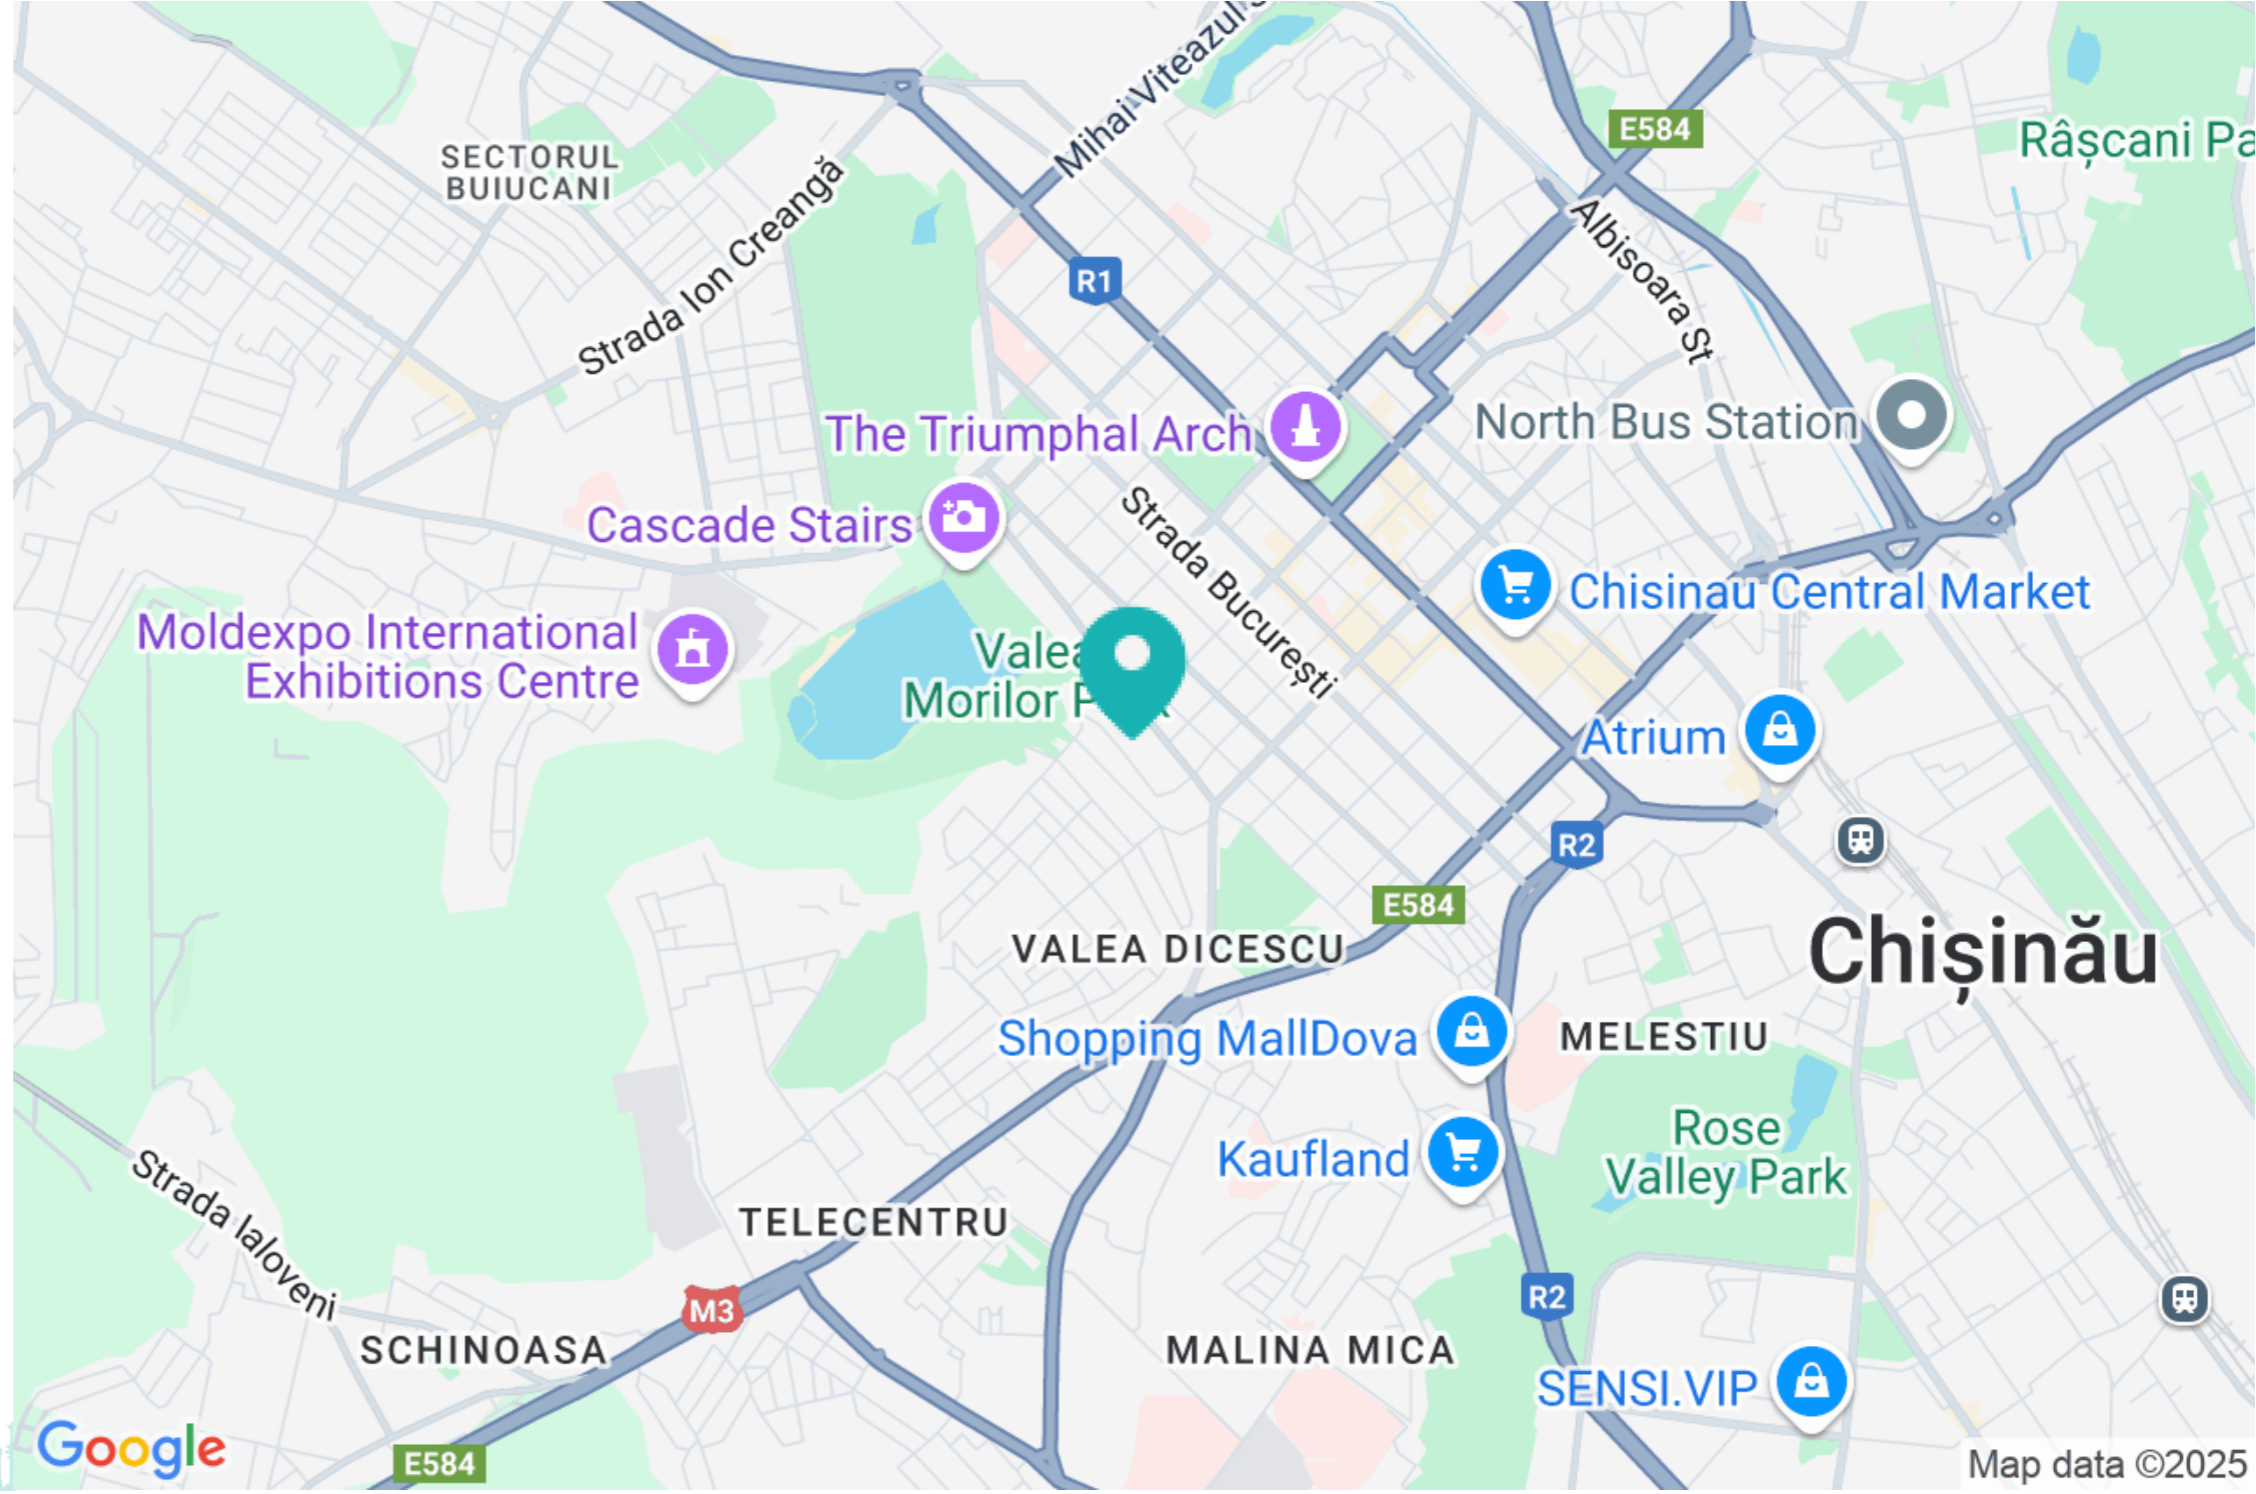 Mihai Viteazul
E584
Râșcani Pa
SECTORUL
BUIUCANI
Strada Ion Creangă
Albisoara St
R1
The Triumphal Arch
North Bus Station
Cascade Stairs
Strada București
Chisinau Central Market
Moldexpo International
Exhibitions Centre
Valea
Morilor
Atrium
R2
E584
VALEA DICESCU
Chișinău
Shopping MallDova
MELESTIU
Kaufland
Rose
Valley Park
Strada Ialoveni
TELECENTRU
M3
R2
SCHINOASA
MALINA MICA
SENSI.VIP
Google
E584
Map data ©2025